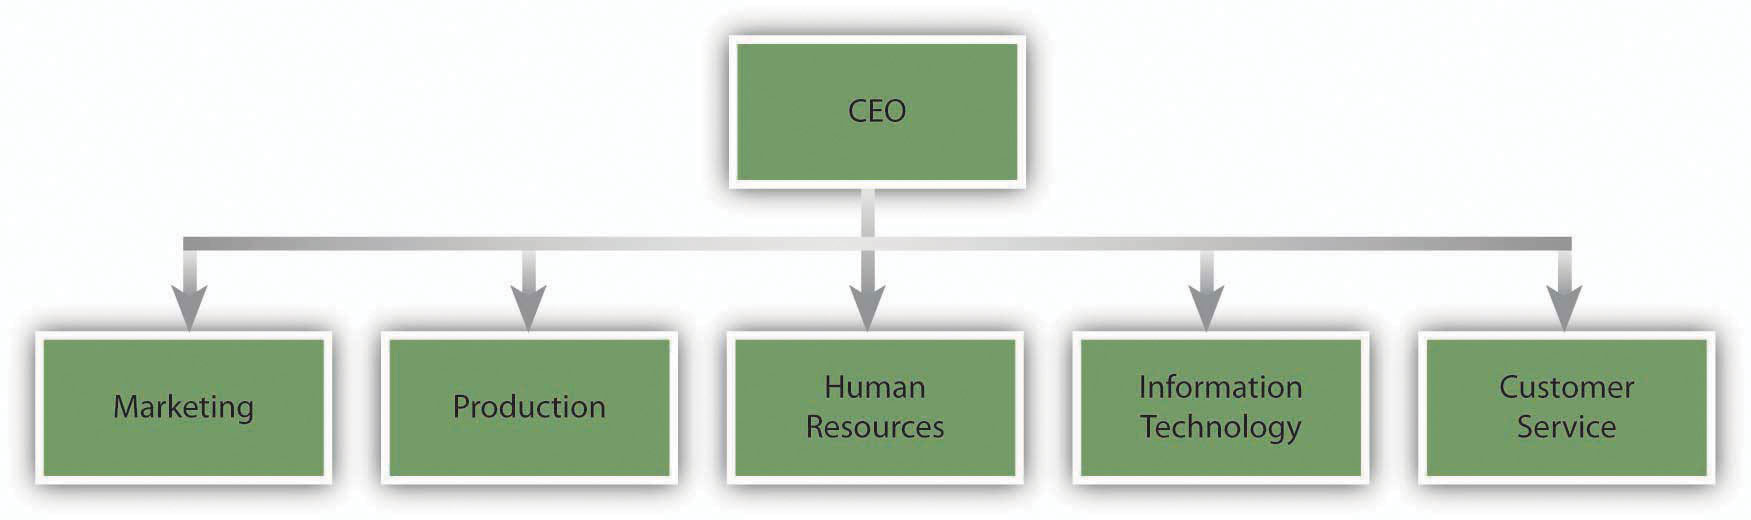 CEO
Marketing
Production
Human
Resources
Information
Technology
Customer
Service